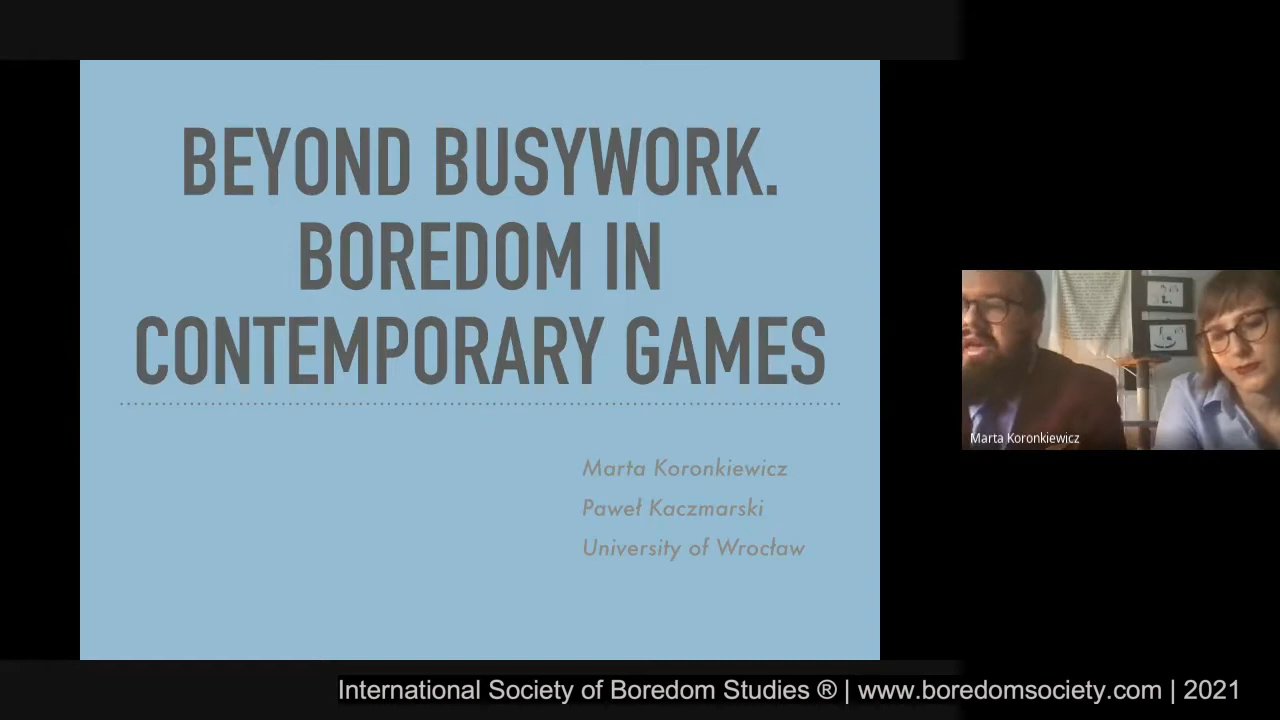 BEYOND BUSYWORK.
BOREDOM IN
CONTEMPORARY GAMES
Marta Koronkiewicz
Paweł Kaczmarski
University of Wrocław
Marta Koronkiewicz
International Society of Boredom Studies ® | www.boredomsociety.com | 2021